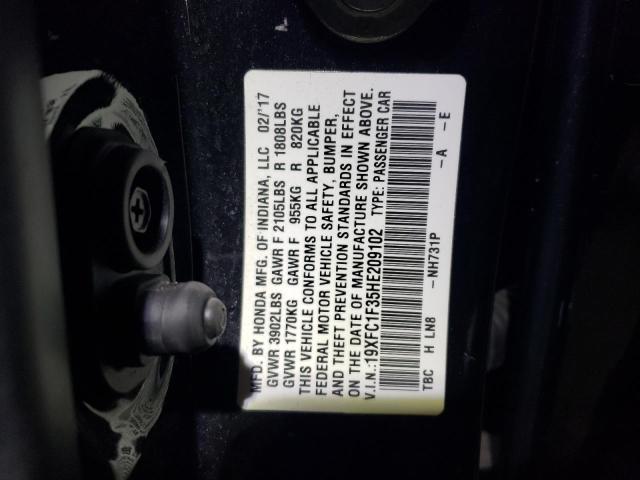 MFD. BY HONDA MFG. OF INDIANA, LLC 02/'17
GVWR 3902LBS GAWR F 2105LBS R 1808LBS
GVWR 1770KG GAWR F 955KG R 820KG
THIS VEHICLE CONFORMS TO ALL APPLICABLE
FEDERAL MOTOR VEHICLE SAFETY, BUMPER,
AND THEFT PREVENTION STANDARDS IN EFFECT
ON THE DATE OF MANUFACTURE SHOWN ABOVE.
V.I.N.:19XFC1F35HE209102 TYPE: PASSENGER CAR
TBC H LN8 -NH731P -A -E